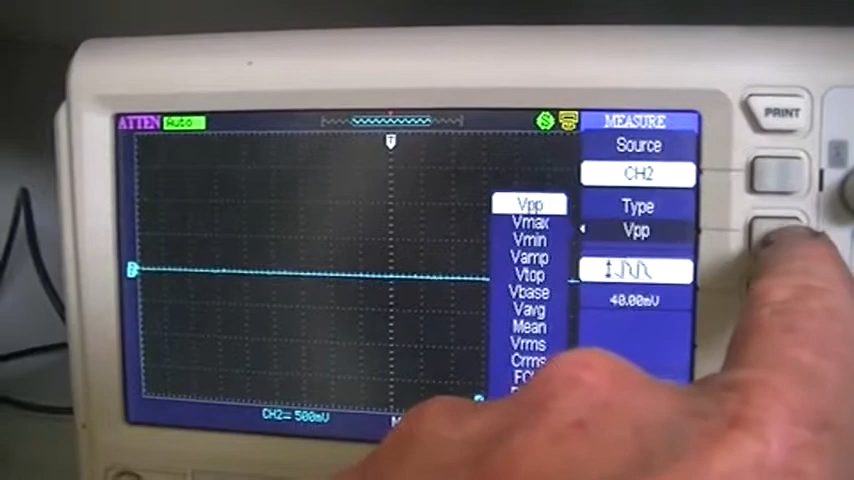 ATTEN Auto
T
MEASURE
PRINT
Source
CH2
Type
Vpp
40.00mV
Vpp
Vmax
Vmin
Vamp
Vtop
Vbase
Vavg
Mean
Vrms
Crms
2
CH2= 500mV
M